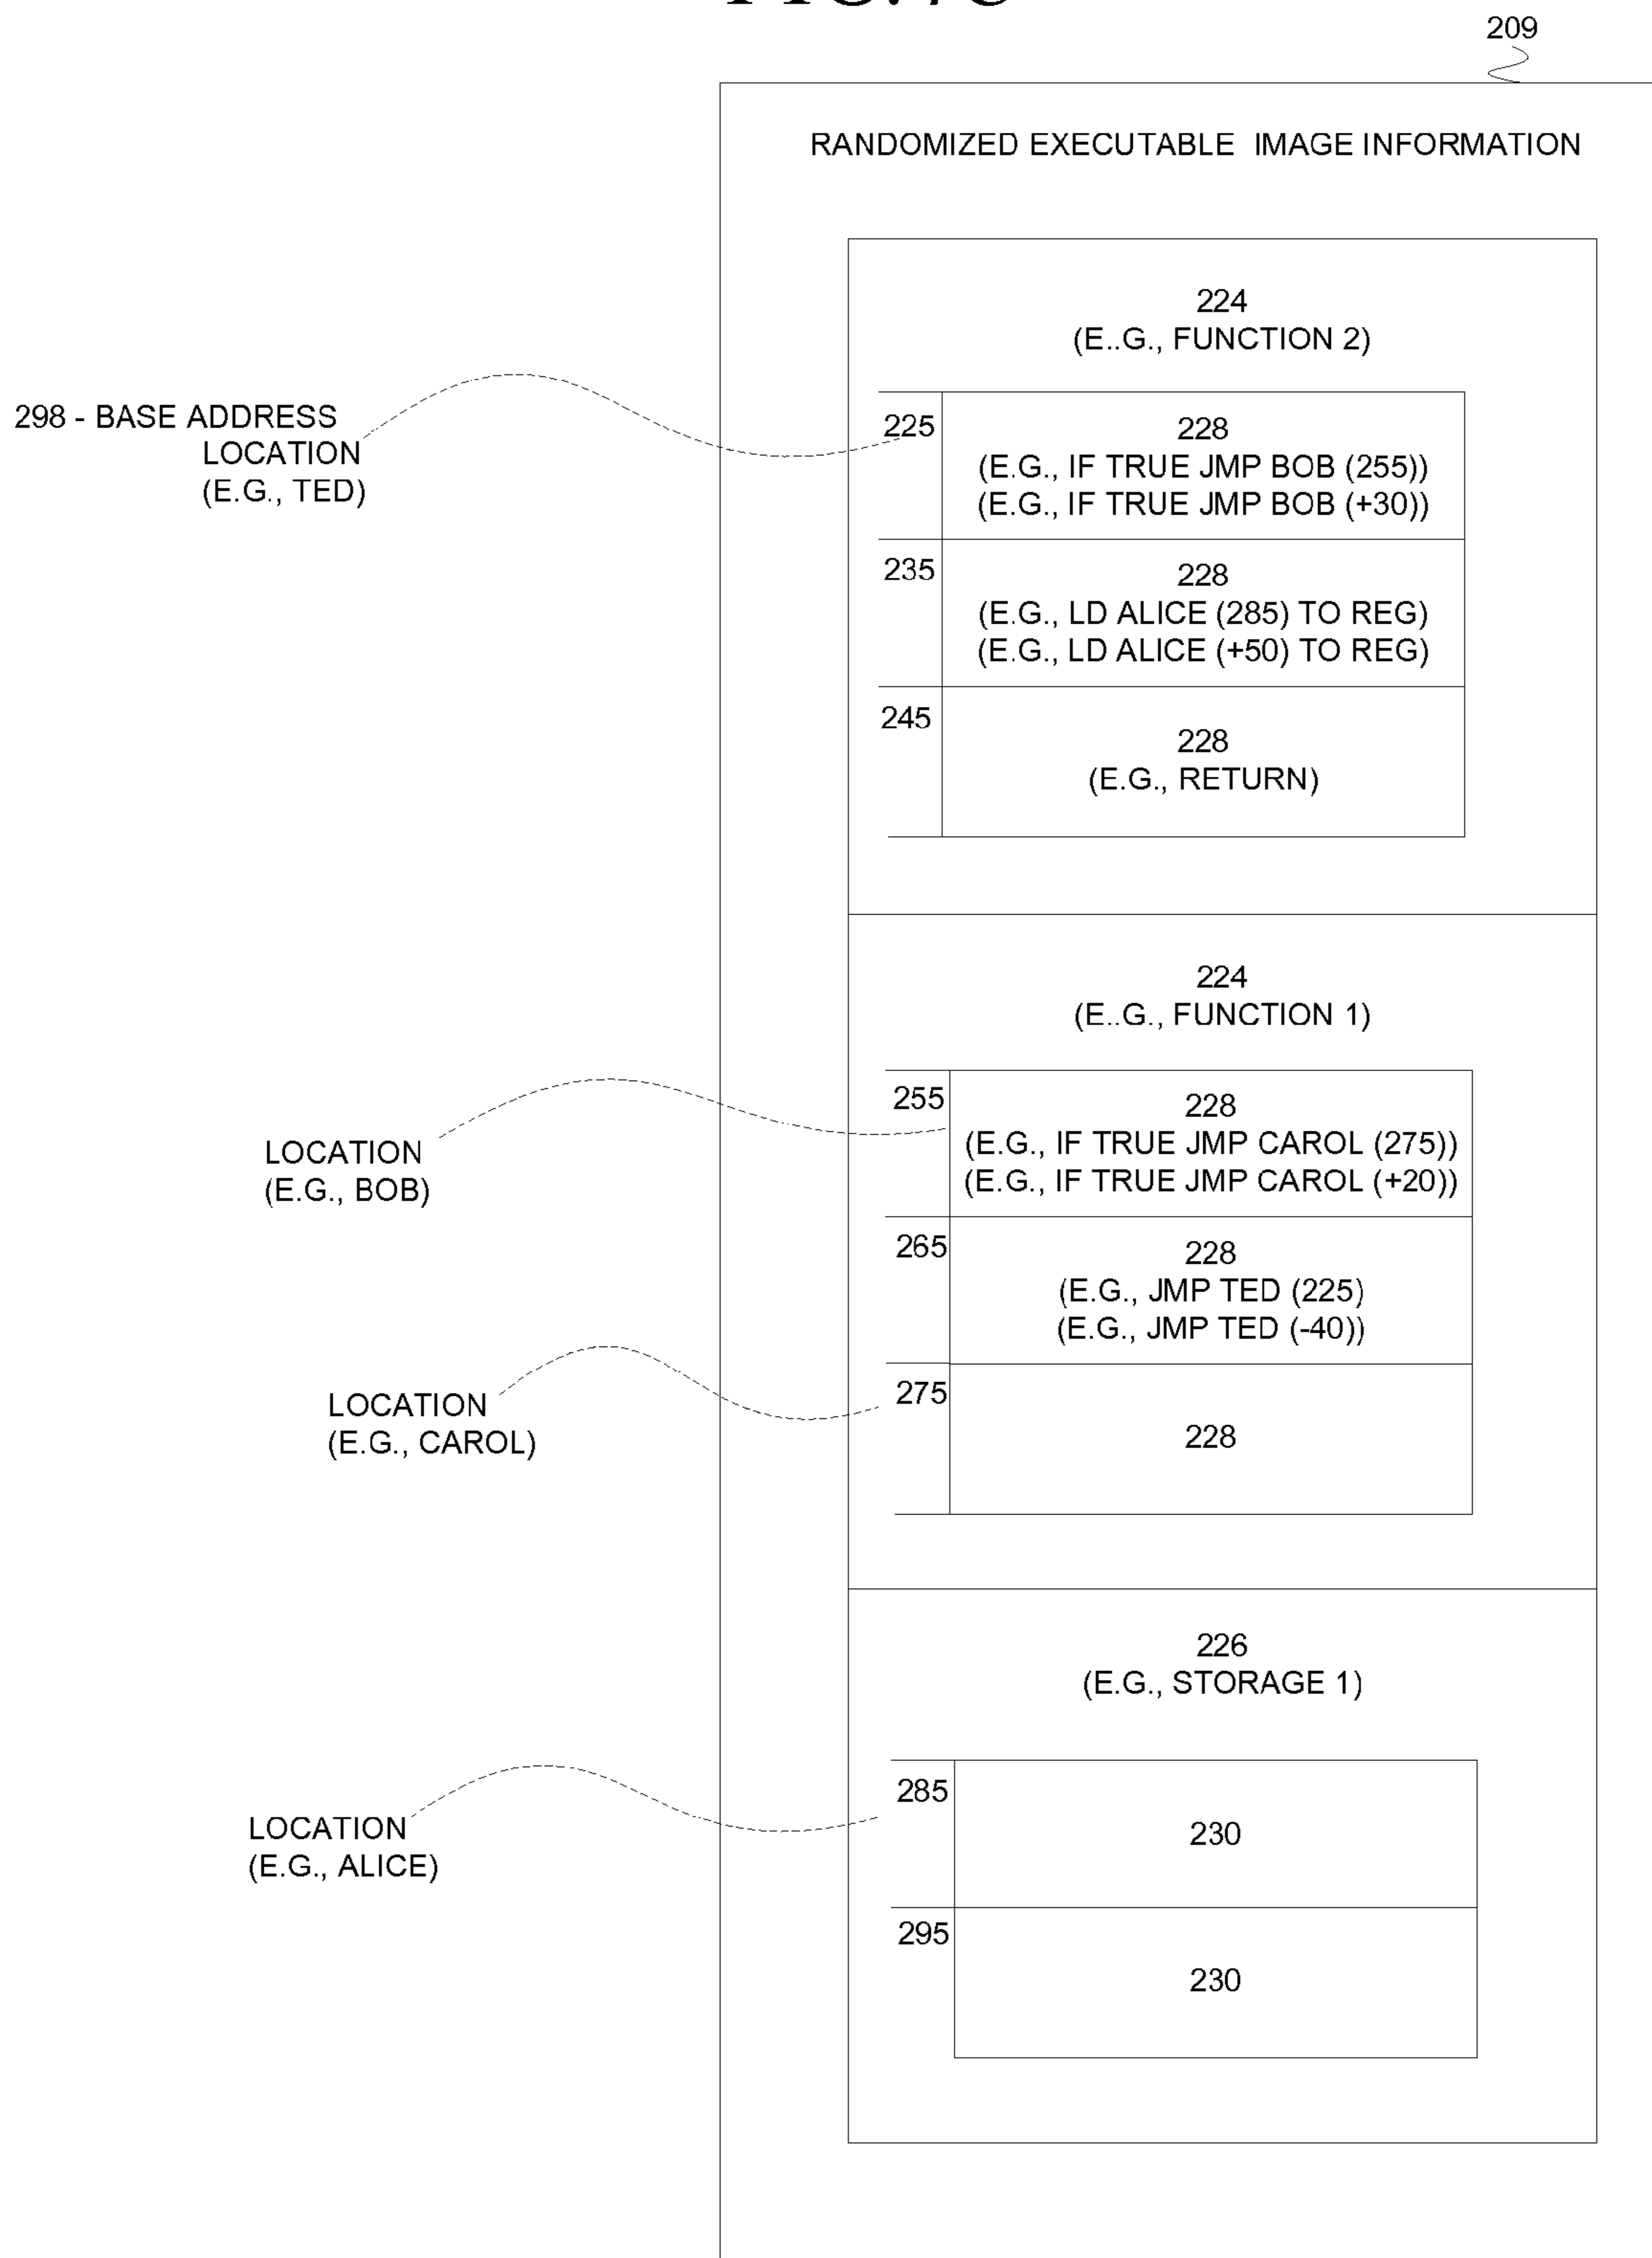 209
RANDOMIZED EXECUTABLE IMAGE INFORMATION
224
(E..G., FUNCTION 2)
298 - BASE ADDRESS
LOCATION
(E.G., TED)
225
228
(E.G., IF TRUE JMP BOB (255))
(E.G., IF TRUE JMP BOB (+30))
235
228
(E.G., LD ALICE (285) TO REG)
(E.G., LD ALICE (+50) TO REG)
245
228
(E.G., RETURN)
224
(E..G., FUNCTION 1)
LOCATION
(E.G., BOB)
255
228
(E.G., IF TRUE JMP CAROL (275))
(E.G., IF TRUE JMP CAROL (+20))
265
228
(E.G., JMP TED (225)
(E.G., JMP TED (-40))
LOCATION
(E.G., CAROL)
275
228
226
(E.G., STORAGE 1)
LOCATION
(E.G., ALICE)
285
230
295
230